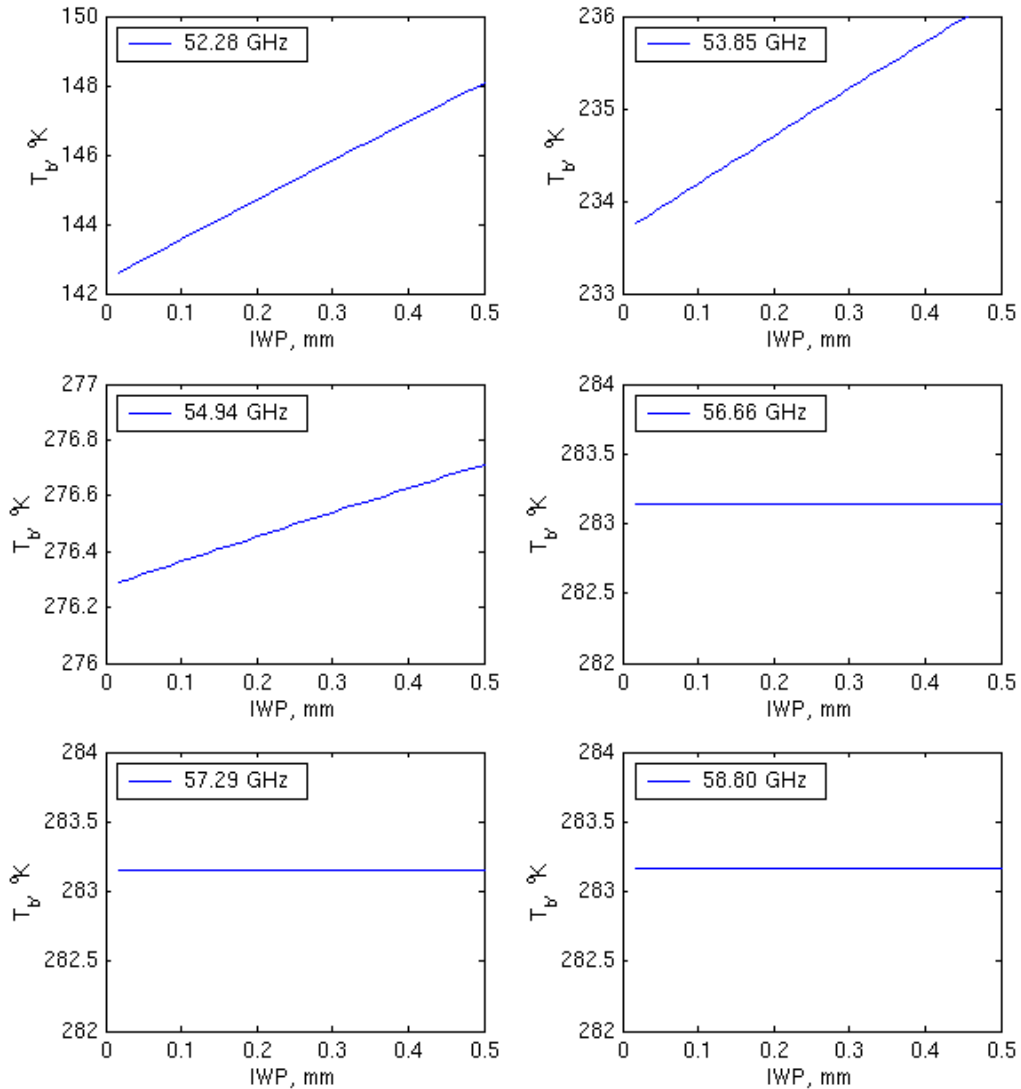 52.28 GHz
150
148
146
144
142
T_b, °K
0 0.1 0.2 0.3 0.4 0.5
IWP, mm
53.85 GHz
236
235
234
233
T_b, °K
0 0.1 0.2 0.3 0.4 0.5
IWP, mm
54.94 GHz
277
276.8
276.6
276.4
276.2
276
T_b, °K
0 0.1 0.2 0.3 0.4 0.5
IWP, mm
56.66 GHz
284
283.5
283
282.5
282
T_b, °K
0 0.1 0.2 0.3 0.4 0.5
IWP, mm
57.29 GHz
284
283.5
283
282.5
282
T_b, °K
0 0.1 0.2 0.3 0.4 0.5
IWP, mm
58.80 GHz
284
283.5
283
282.5
282
T_b, °K
0 0.1 0.2 0.3 0.4 0.5
IWP, mm